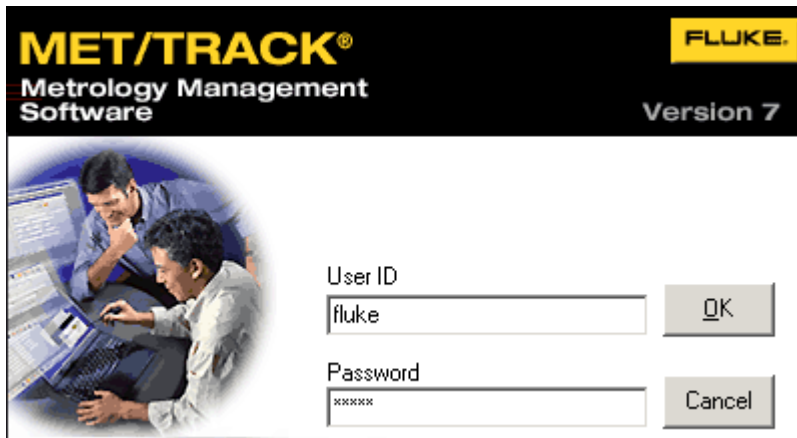 MET/TRACK®
FLUKE.
Metrology Management
Software
Version 7
User ID
fluke
OK
Password
×××××
Cancel